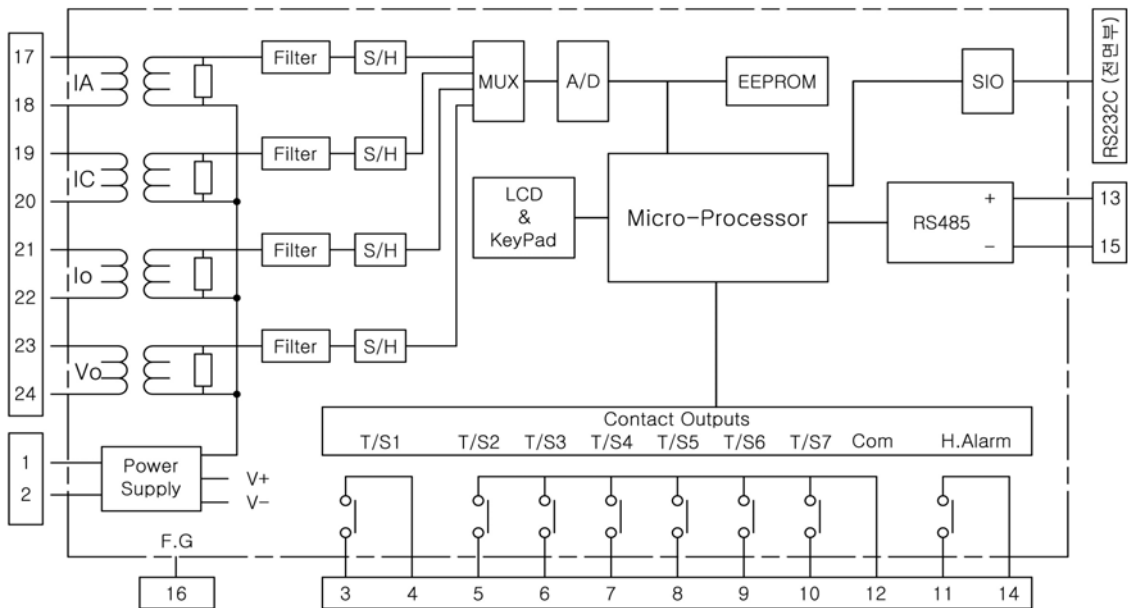 17
IA
18
19
IC
20
21
Io
22
23
Vo
24
1
2
Power
Supply
V+
V-
F.G
16
Filter
S/H
Filter
S/H
Filter
S/H
Filter
S/H
MUX
A/D
EEPROM
SIO
RS232C (전면부)
LCD
&
KeyPad
Micro-Processor
RS485
+
-
13
15
Contact Outputs
T/S1 T/S2 T/S3 T/S4 T/S5 T/S6 T/S7 Com H.Alarm
3 4 5 6 7 8 9 10 12 11 14